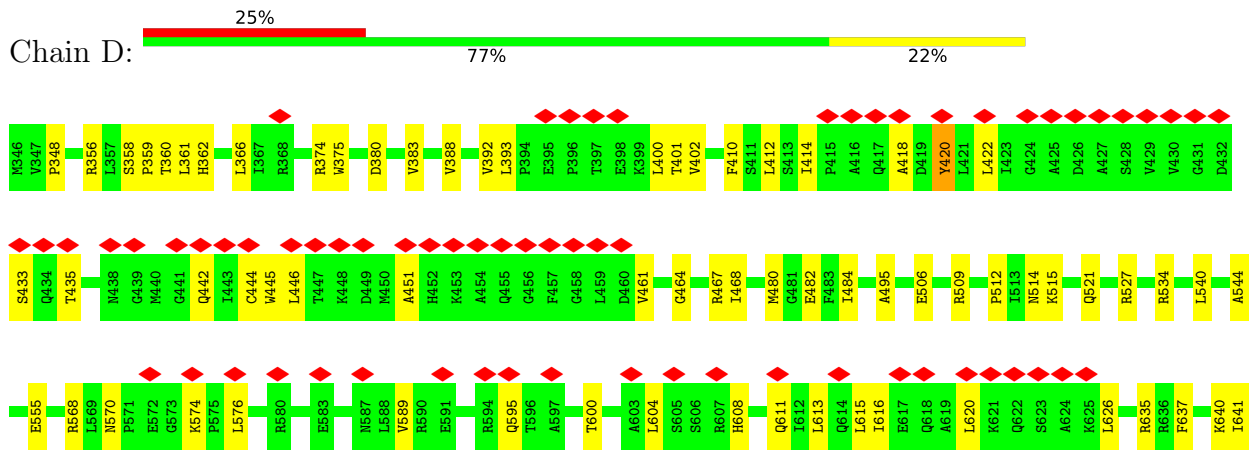 25%
Chain D:
77%
22%
M346 V347 P348 R356 L357 S358 P359 T360 L361 H362 L366 I367 R368 R374 W375 D380 V383 V388 V392 L393 P394 E395 P396 T397 E398 K399 L400 T401 V402 F410 S411 L412 S413 I414 P415 A416 Q417 A418 D419 Y420 L421 L422 I423 G424 A425 D426 A427 S428 V429 V430 G431 D432
S433 Q434 T435 N438 G439 M440 G441 Q442 I443 C444 W445 L446 T447 K448 D449 M450 A451 H452 K453 A454 Q455 G456 F457 G458 L459 D460 V461 G464 R467 I468 M480 G481 E482 F483 I484 A495 E506 R509 P512 I513 N514 K515 Q521 R527 R534 L540 A544
E555 R568 L569 N570 P571 E572 G573 K574 P575 L576 R580 E583 N587 L588 V589 R590 E591 R594 Q595 T596 A597 T600 A603 L604 S605 S606 R607 H608 Q611 I612 L613 Q614 L615 I616 E617 Q618 A619 L620 K621 Q622 S623 A624 K625 L626 R635 R636 F637 K640 I641